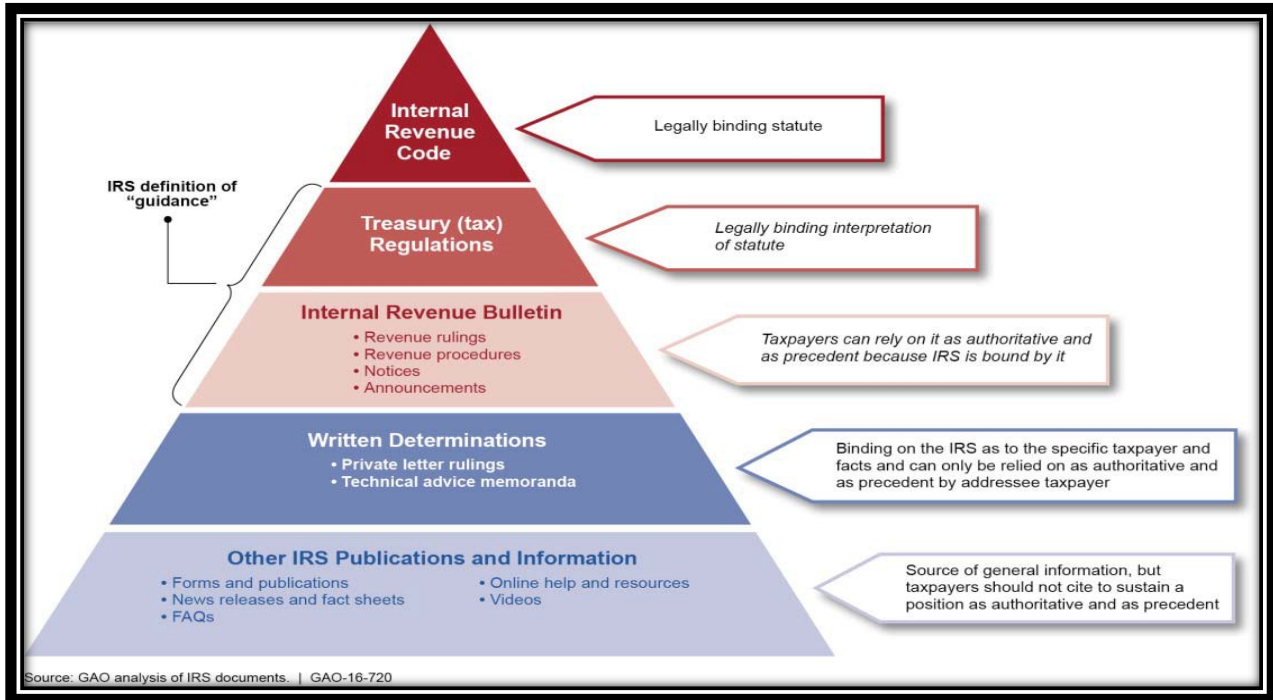 Internal
Revenue
Code
Legally binding statute
IRS definition of
“guidance”
Treasury (tax)
Regulations
Legally binding interpretation
of statute
Internal Revenue Bulletin
• Revenue rulings
• Revenue procedures
• Notices
• Announcements
Taxpayers can rely on it as authoritative and
as precedent because IRS is bound by it
Written Determinations
• Private letter rulings
• Technical advice memoranda
Binding on the IRS as to the specific taxpayer and
facts and can only be relied on as authoritative and
as precedent by addressee taxpayer
Other IRS Publications and Information
• Forms and publications
• News releases and fact sheets
• FAQs
• Online help and resources
• Videos
Source of general information, but
taxpayers should not cite to sustain a
position as authoritative and as precedent
Source: GAO analysis of IRS documents. | GAO-16-720